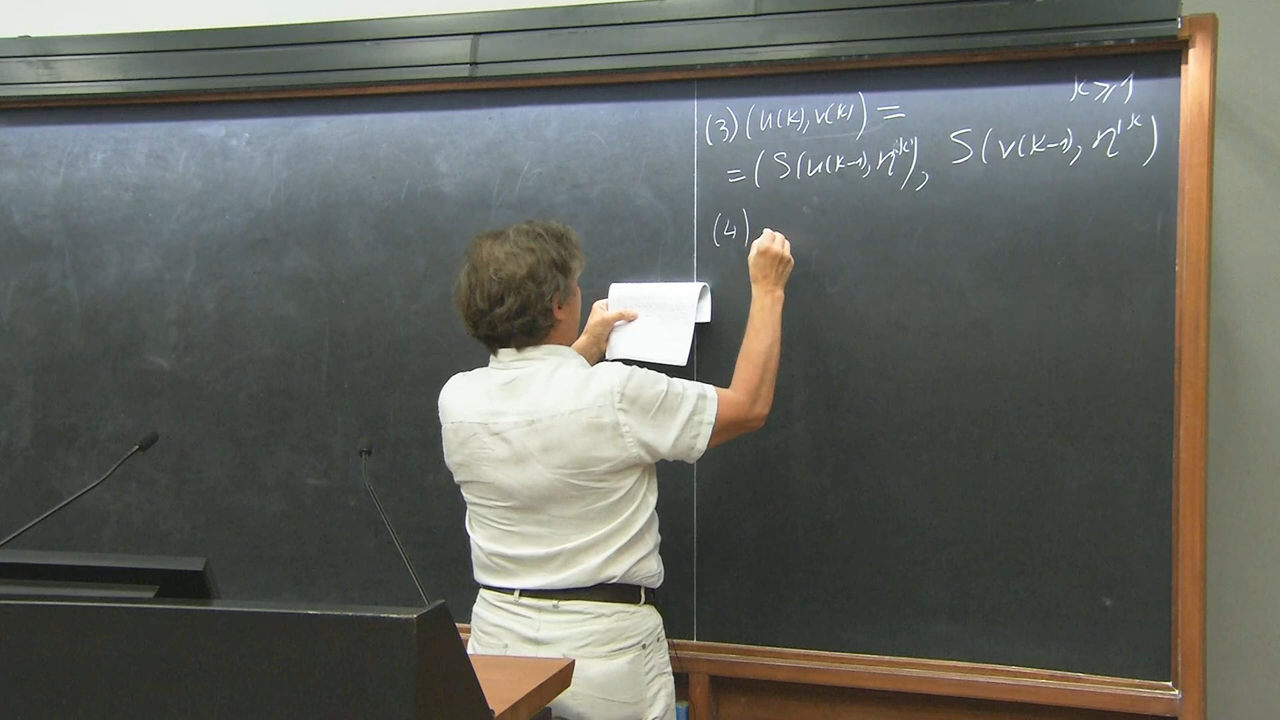 k ≥ 1
(3) (u(k), v(k)) =
= (S(u(k-1), η'^k), S(v(k-1), η'^k)
(4)